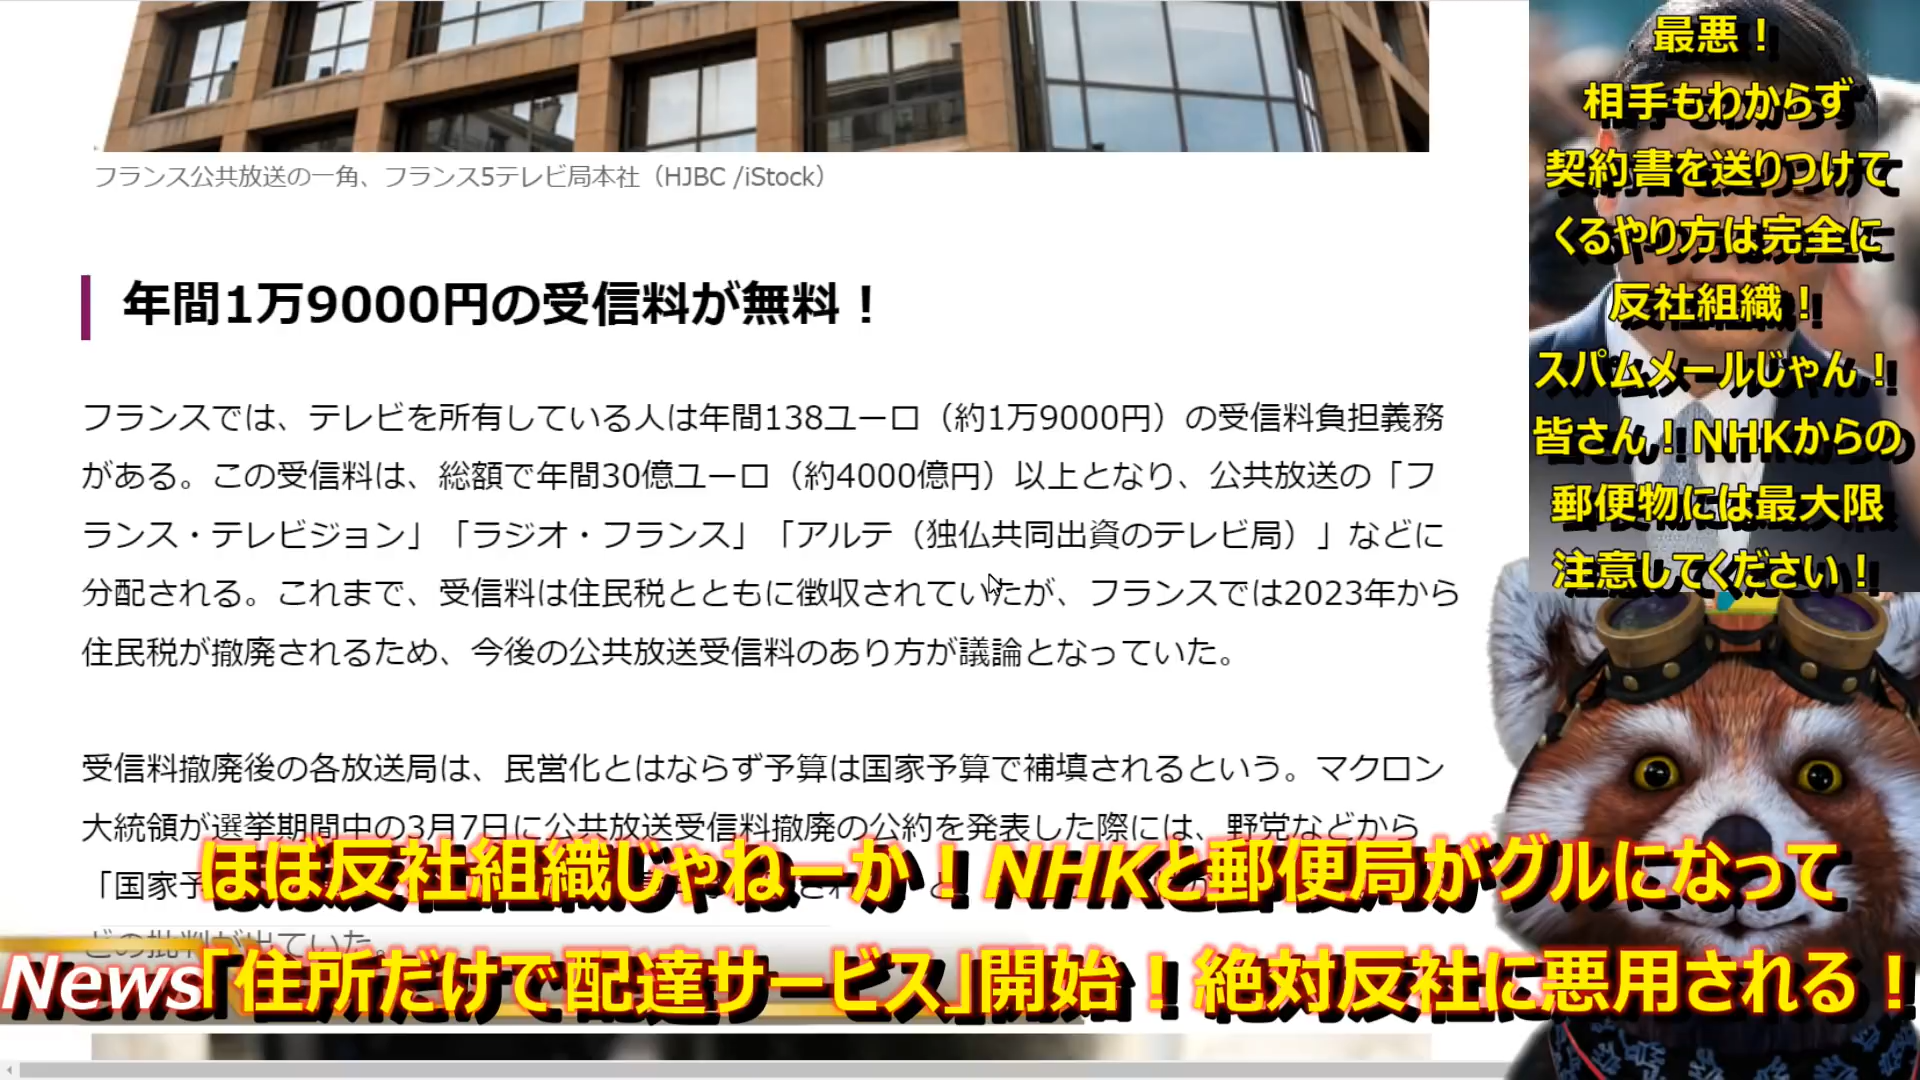 フランス公共放送の一角、フランス5テレビ局本社（HJBC /iStock）
年間1万9000円の受信料が無料！
フランスでは、テレビを所有している人は年間138ユーロ（約1万9000円）の受信料負担義務
がある。この受信料は、総額で年間30億ユーロ（約4000億円）以上となり、公共放送の「フ
ランス・テレビジョン」「ラジオ・フランス」「アルテ（独仏共同出資のテレビ局）」などに
分配される。これまで、受信料は住民税とともに徴収されていたが、フランスでは2023年から
住民税が撤廃されるため、今後の公共放送受信料のあり方が議論となっていた。
受信料撤廃後の各放送局は、民営化とはならず予算は国家予算で補填されるという。マクロン
大統領が選挙期間中の3月7日に公共放送受信料撤廃の公約を発表した際には、野党などから
「国家予
どの批判が出ていた。
最悪！
相手もわからず
契約書を送りつけて
くるやり方は完全に
反社組織！
スパムメールじゃん！
皆さん！NHKからの
郵便物には最大限
注意してください！
ほぼ反社組織じゃねーか！NHKと郵便局がグルになって
News
「住所だけで配達サービス」開始！絶対反社に悪用される！